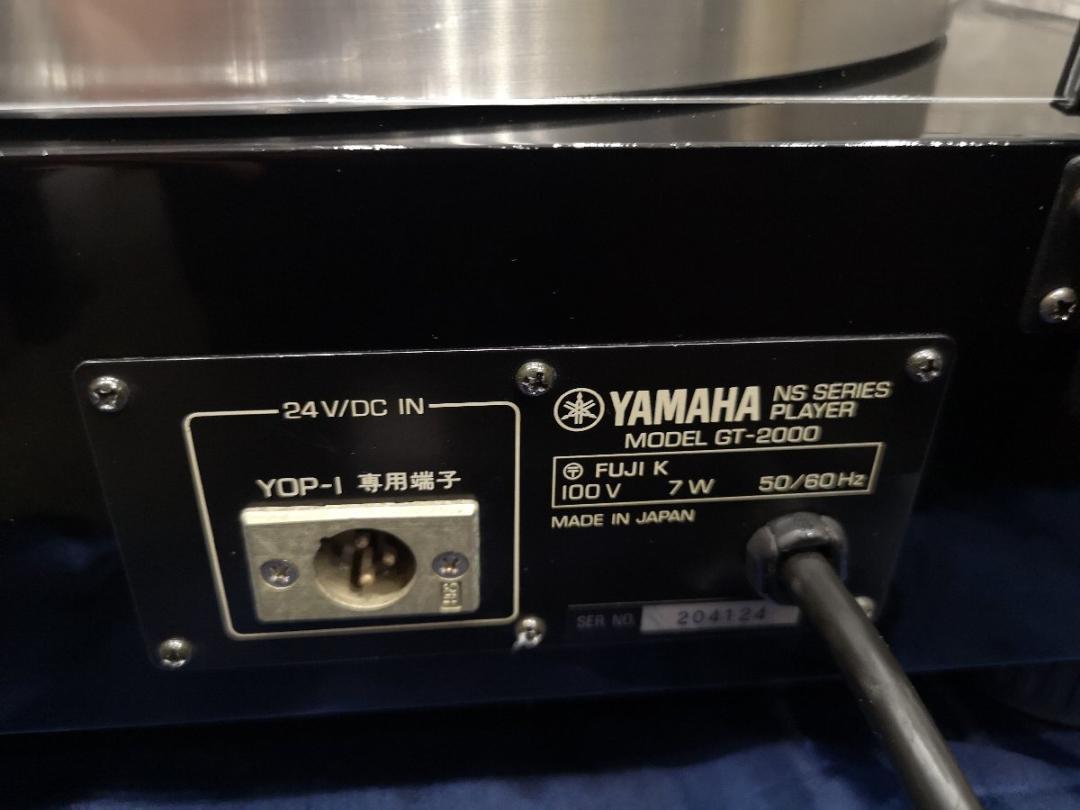 24V/DC IN
YOP-1 専用端子
YAMAHA NS SERIES
PLAYER
MODEL GT-2000
〶 FUJI K
100V 7W 50/60Hz
MADE IN JAPAN
SER NO. 204124